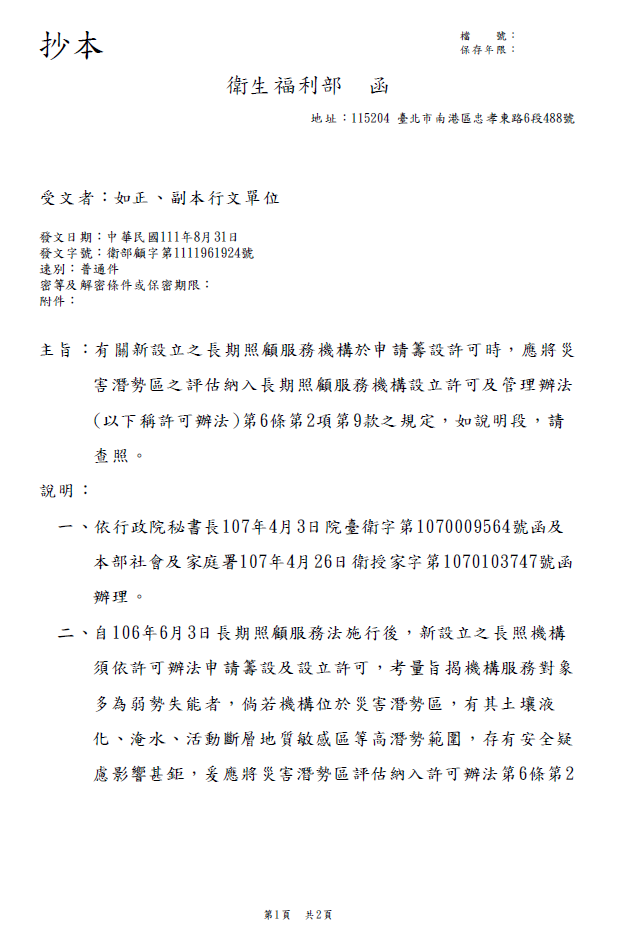 抄本
檔　　號：
保存年限：
衛生福利部　函
地址：115204 臺北市南港區忠孝東路6段488號
受文者：如正、副本行文單位
發文日期：中華民國111年8月31日
發文字號：衛部顧字第1111961924號
速別：普通件
密等及解密條件或保密期限：
附件：
主旨：有關新設立之長期照顧服務機構於申請籌設許可時，應將災
害潛勢區之評估納入長期照顧服務機構設立許可及管理辦法
(以下稱許可辦法)第6條第2項第9款之規定，如說明段，請
查照。
說明：
一、依行政院秘書長107年4月3日院臺衛字第1070009564號函及
本部社會及家庭署107年4月26日衛授家字第1070103747號函
辦理。
二、自106年6月3日長期照顧服務法施行後，新設立之長照機構
須依許可辦法申請籌設及設立許可，考量旨揭機構服務對象
多為弱勢失能者，倘若機構位於災害潛勢區，有其土壤液
化、淹水、活動斷層地質敏感區等高潛勢範圍，存有安全疑
慮影響甚鉅，爰應將災害潛勢區評估納入許可辦法第6條第2
第1頁　共2頁